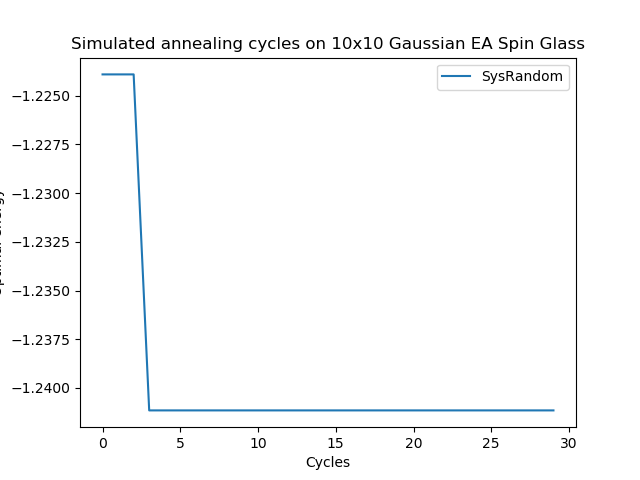 Simulated annealing cycles on 10x10 Gaussian EA Spin Glass
SysRandom
−1.2250
−1.2275
−1.2300
−1.2325
−1.2350
−1.2375
−1.2400
0 5 10 15 20 25 30
Cycles